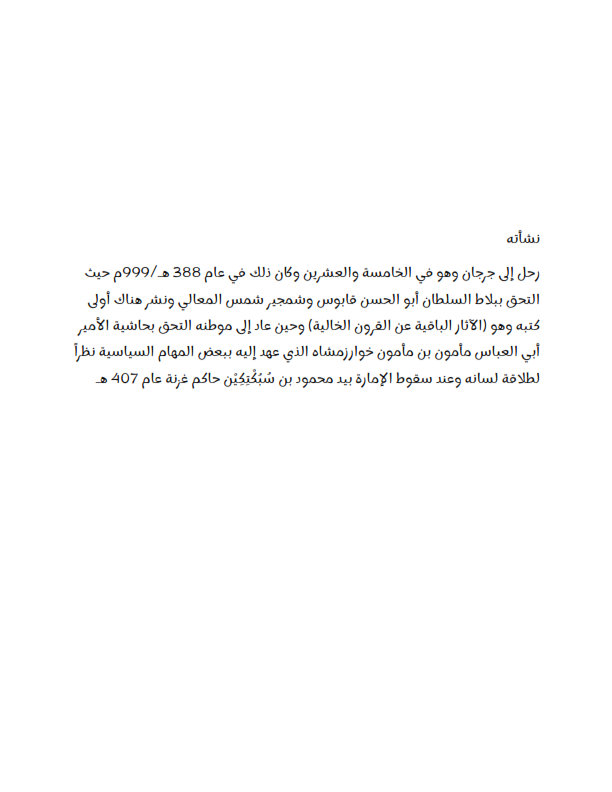 نشأته
رحل إلى جرجان وهو في الخامسة والعشرين وكان ذلك في عام 388 هـ/999م حيث
التحق ببلاط السلطان أبو الحسن قابوس وشمجير شمس المعالي ونشر هناك أولى
كتبه وهو (الآثار الباقية عن القرون الخالية) وحين عاد إلى موطنه التحق بحاشية الأمير
أبي العباس مأمون بن مأمون خوارزمشاه الذي عهد إليه ببعض المهام السياسية نظراً
لطلاقة لسانه وعند سقوط الإمارة بيد محمود بن سُبُكْتِكِيْن حاكم غزنة عام 407 هـ